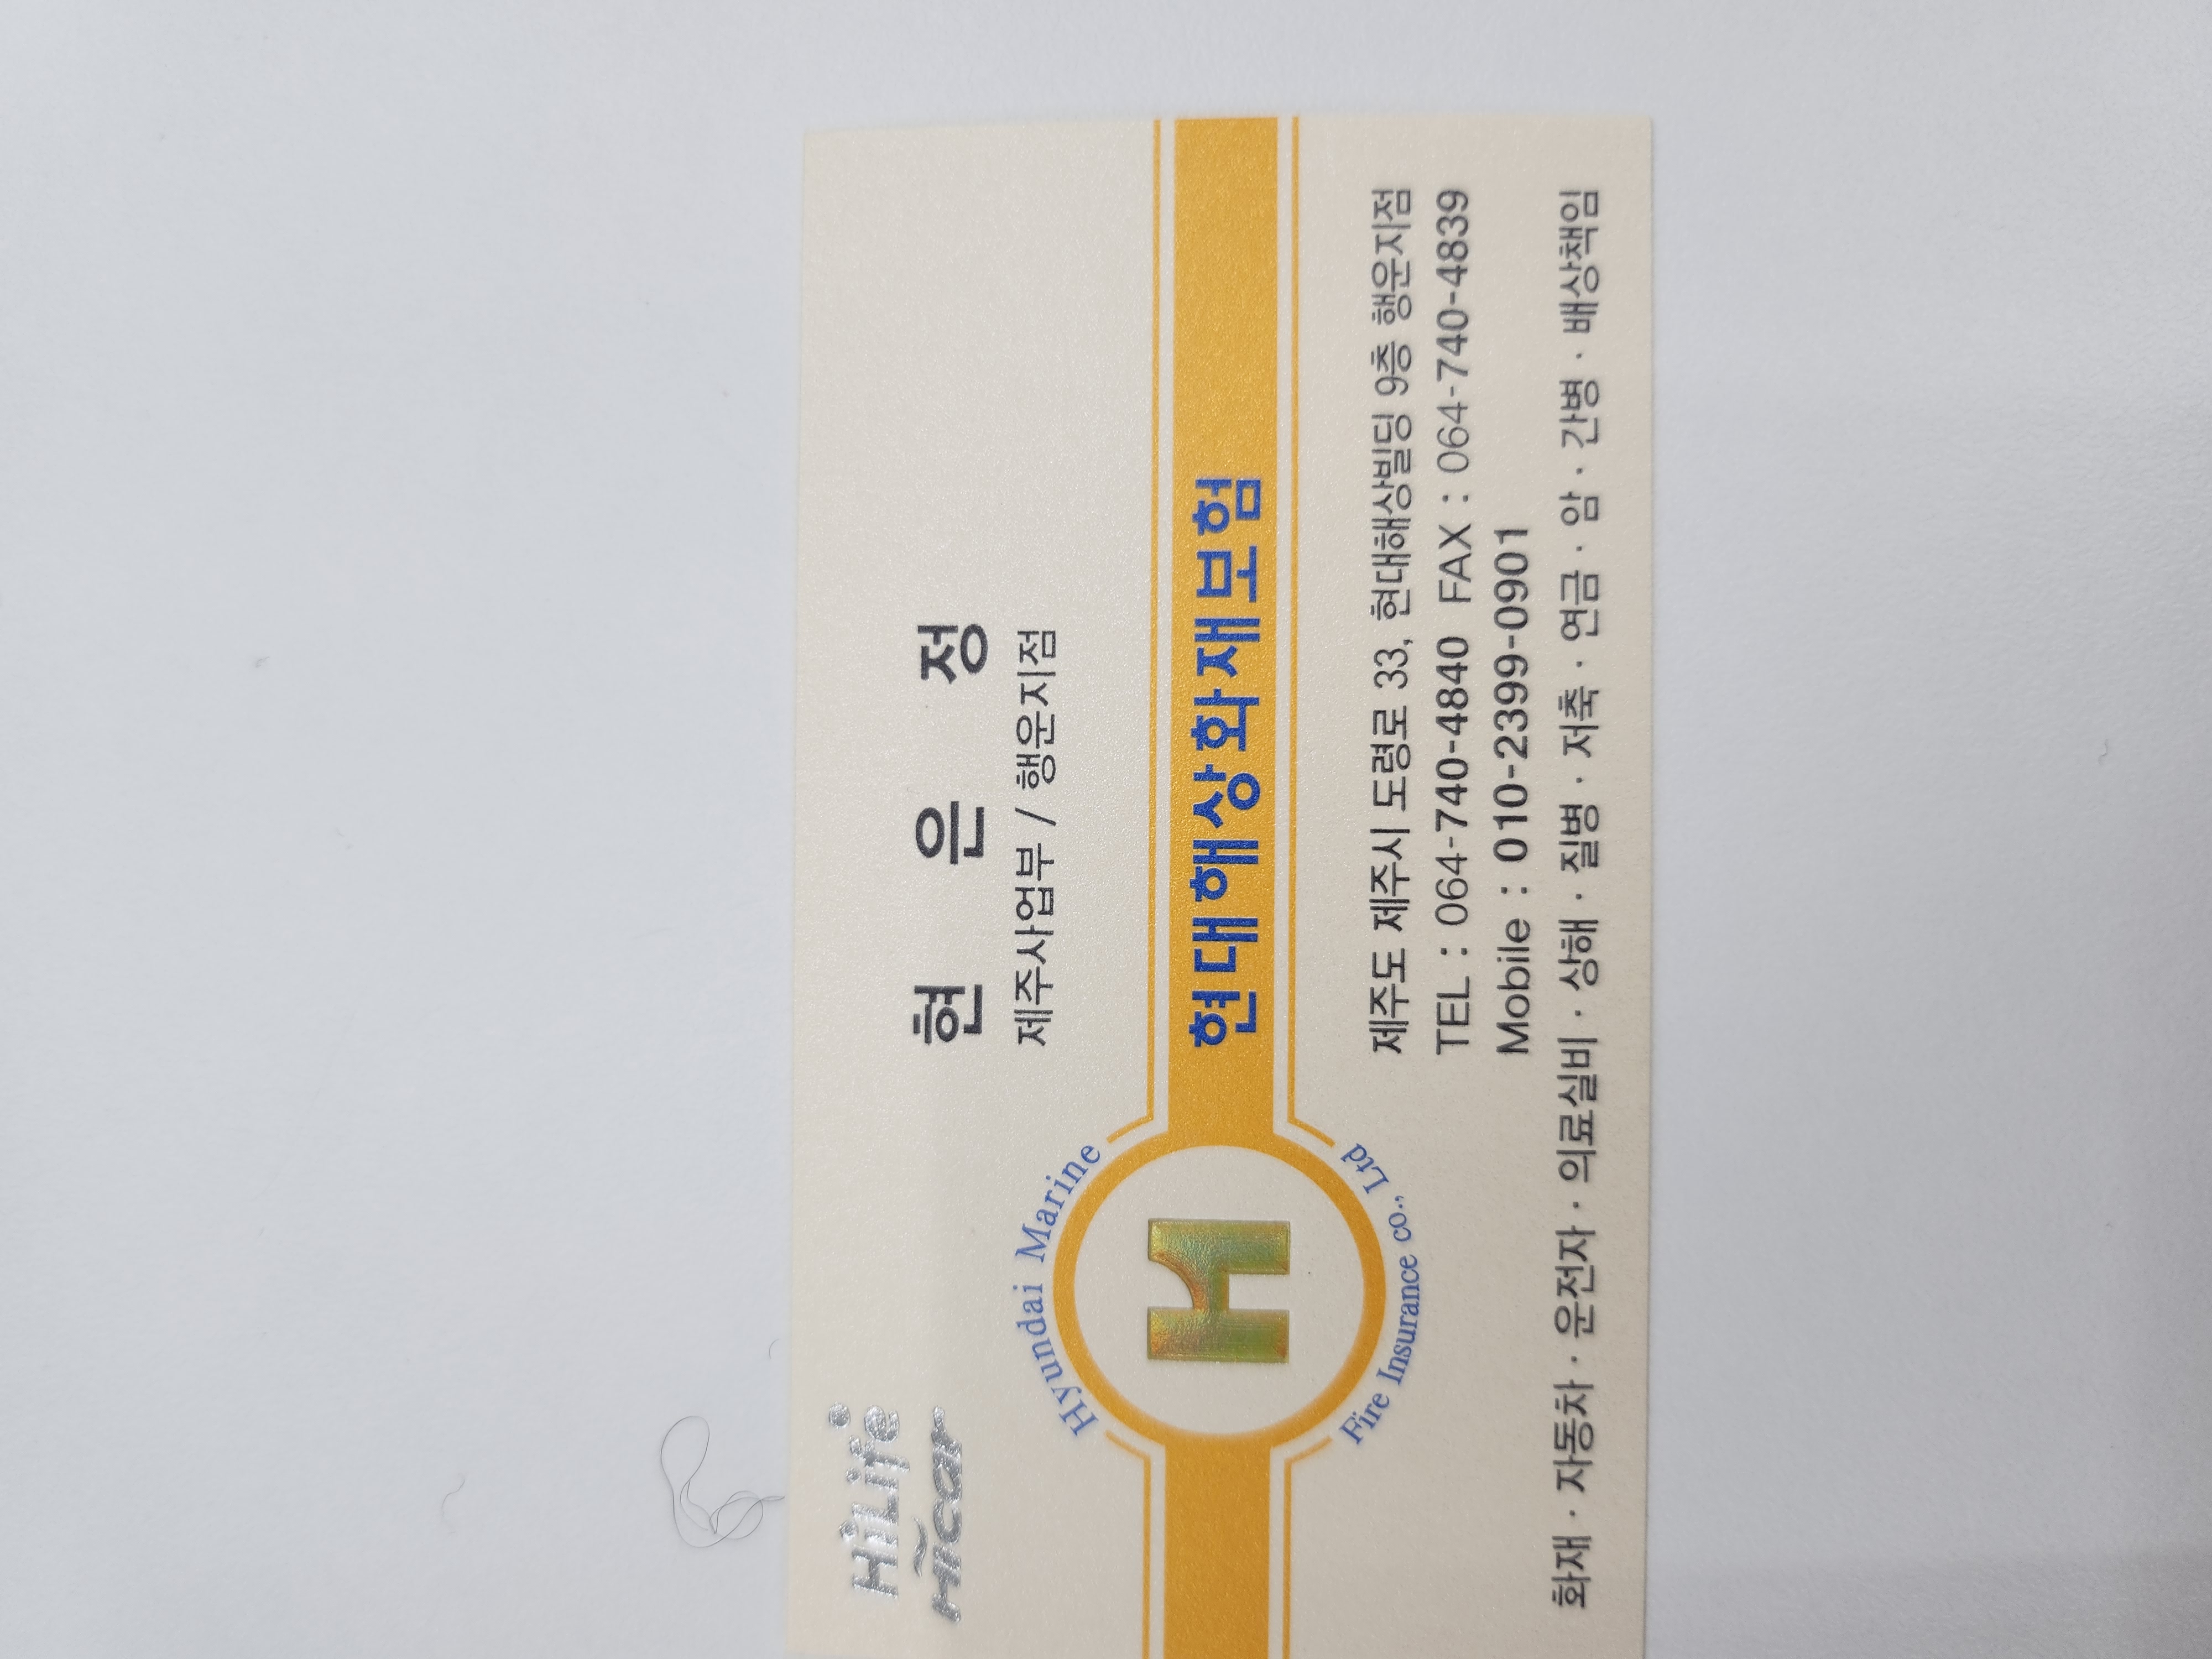 HiLife
Hicar
현 은 정
제주사업부 / 행운지점
Hyundai Marine
현대해상화재보험
Fire Insurance co., Ltd
제주도 제주시 도령로 33, 현대해상빌딩 9층 행운지점
TEL : 064-740-4840 FAX : 064-740-4839
Mobile : 010-2399-0901
화재 · 자동차 · 운전자 · 의료실비 · 상해 · 질병 · 저축 · 연금 · 암 · 간병 · 배상책임